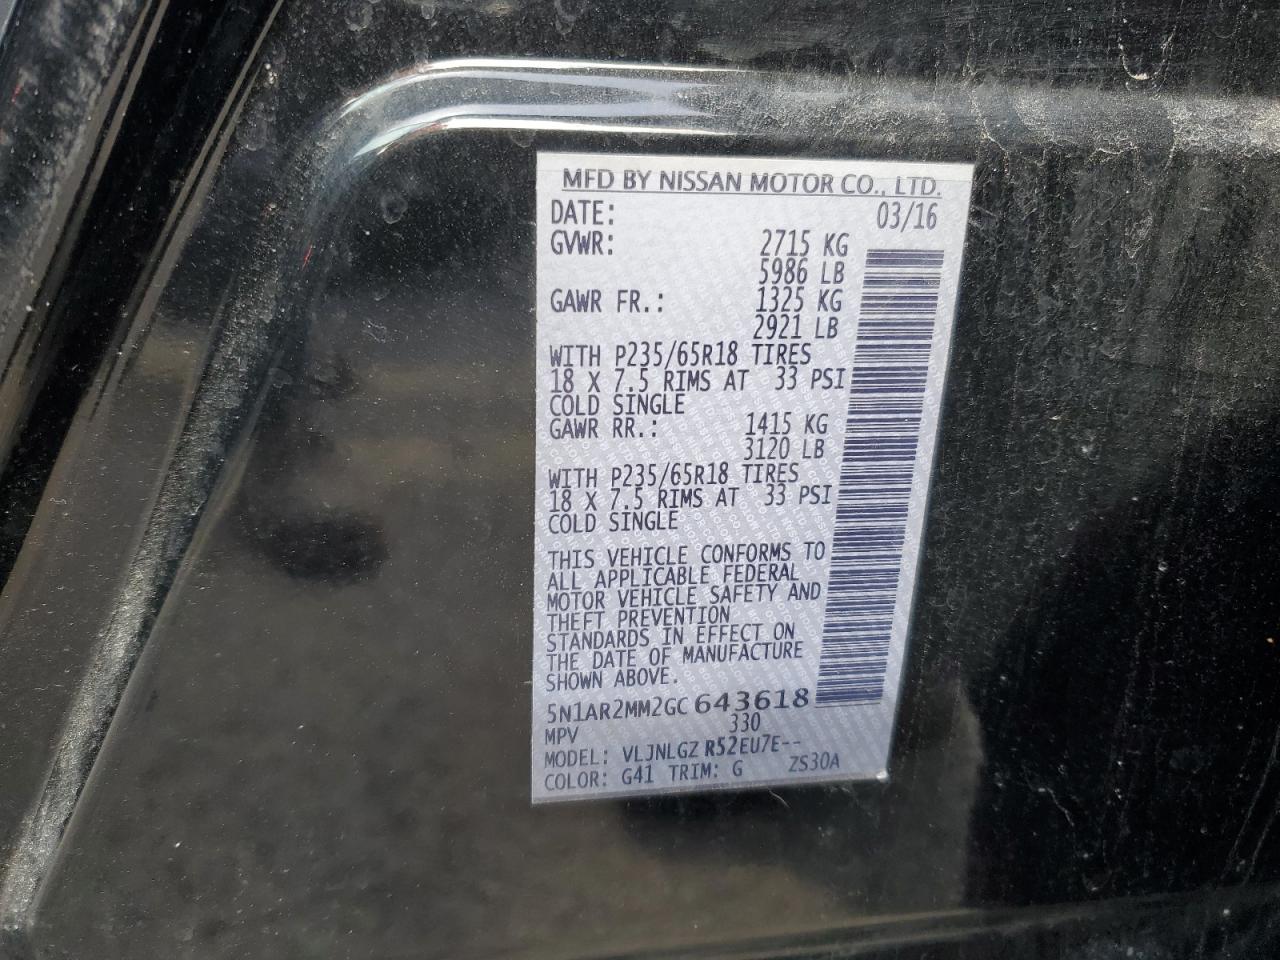 MFD BY NISSAN MOTOR CO., LTD.
DATE: 03/16
GVWR: 2715 KG
5986 LB
GAWR FR.: 1325 KG
2921 LB
WITH P235/65R18 TIRES
18 X 7.5 RIMS AT 33 PSI
COLD SINGLE
GAWR RR.: 1415 KG
3120 LB
WITH P235/65R18 TIRES
18 X 7.5 RIMS AT 33 PSI
COLD SINGLE
THIS VEHICLE CONFORMS TO
ALL APPLICABLE FEDERAL
MOTOR VEHICLE SAFETY AND
THEFT PREVENTION
STANDARDS IN EFFECT ON
THE DATE OF MANUFACTURE
SHOWN ABOVE.
5N1AR2MM2GC643618
MPV 330
MODEL: VLJNLGZ R52EU7E--
COLOR: G41 TRIM: G ZS30A